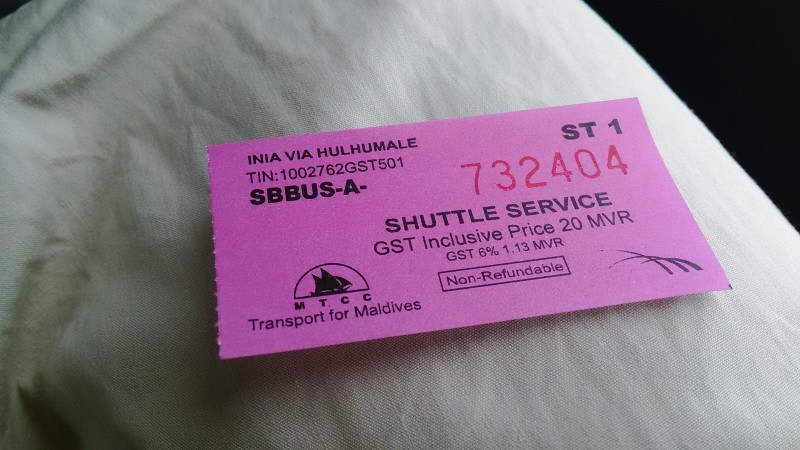 INIA VIA HULHUMALE
ST 1
TIN:1002762GST501
732404
SBBUS-A-
SHUTTLE SERVICE
GST Inclusive Price 20 MVR
GST 6% 1.13 MVR
Non-Refundable
M T C C
Transport for Maldives